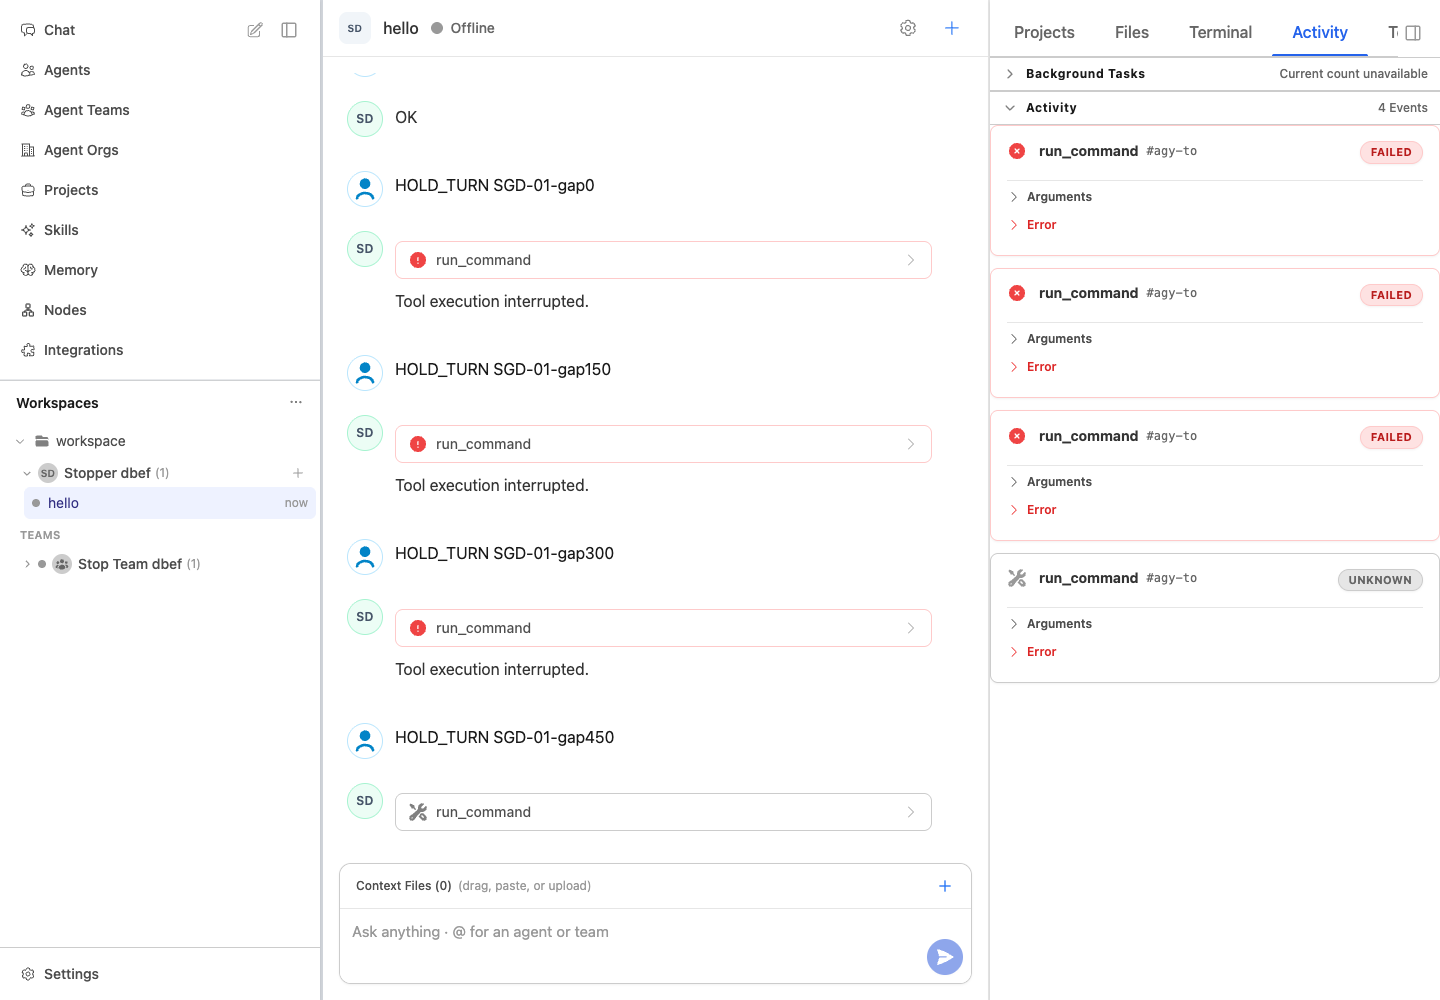 Chat
Agents
Agent Teams
Agent Orgs
Projects
Skills
Memory
Nodes
Integrations
Workspaces
workspace
SD Stopper dbef (1)
hello now
TEAMS
Stop Team dbef (1)
Settings
SD hello Offline
SD OK
HOLD_TURN SGD-01-gap0
SD run_command
Tool execution interrupted.
HOLD_TURN SGD-01-gap150
SD run_command
Tool execution interrupted.
HOLD_TURN SGD-01-gap300
SD run_command
Tool execution interrupted.
HOLD_TURN SGD-01-gap450
SD run_command
Context Files (0) (drag, paste, or upload)
Ask anything · @ for an agent or team
Projects Files Terminal Activity
Background Tasks Current count unavailable
Activity 4 Events
run_command #agy-to FAILED
Arguments
Error
run_command #agy-to FAILED
Arguments
Error
run_command #agy-to FAILED
Arguments
Error
run_command #agy-to UNKNOWN
Arguments
Error